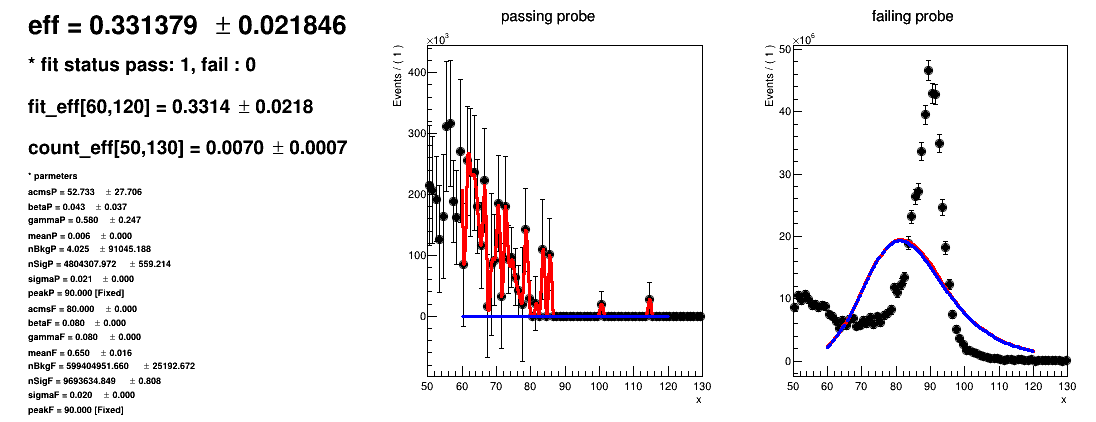 eff = 0.331379 ± 0.021846
* fit status pass: 1, fail : 0
fit_eff[60,120] = 0.3314 ± 0.0218
count_eff[50,130] = 0.0070 ± 0.0007
* parmeters
acmsP = 52.733 ± 27.706
betaP = 0.043 ± 0.037
gammaP = 0.580 ± 0.247
meanP = 0.006 ± 0.000
nBkgP = 4.025 ± 91045.188
nSigP = 4804307.972 ± 559.214
sigmaP = 0.021 ± 0.000
peakP = 90.000 [Fixed]
acmsF = 80.000 ± 0.000
betaF = 0.080 ± 0.000
gammaF = 0.080 ± 0.000
meanF = 0.650 ± 0.016
nBkgF = 599404951.660 ± 25192.672
nSigF = 9693634.849 ± 0.808
sigmaF = 0.020 ± 0.000
peakF = 90.000 [Fixed]
passing probe
×10³
Events / ( 1 )
400
300
200
100
0
50 60 70 80 90 100 110 120 130
x
failing probe
×10⁶
Events / ( 1 )
50
40
30
20
10
0
50 60 70 80 90 100 110 120 130
x